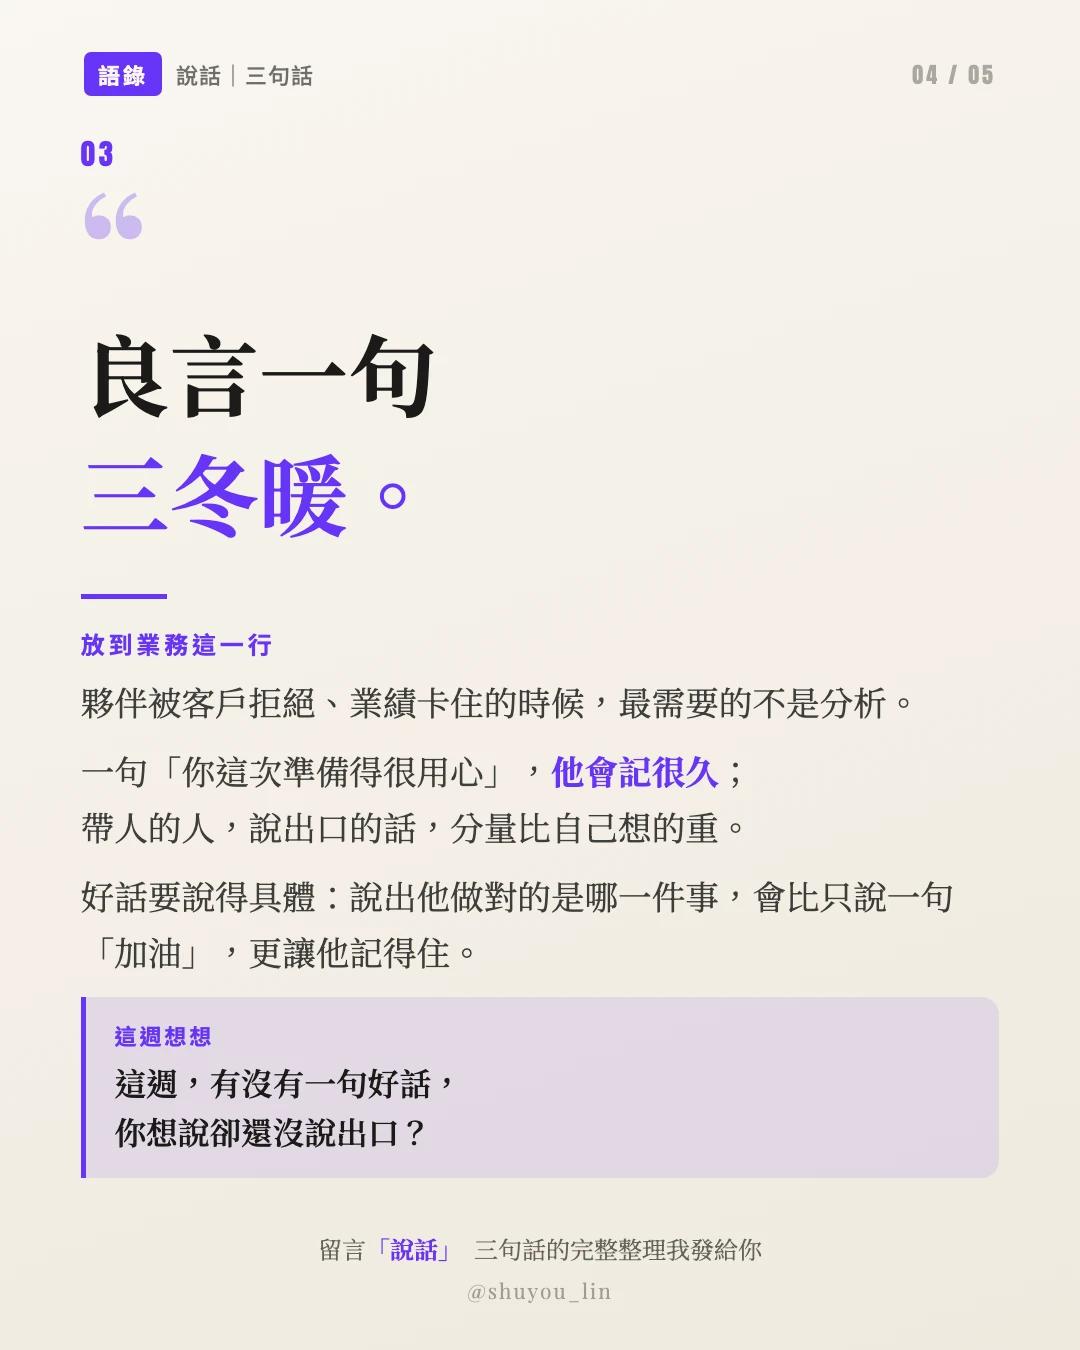 語錄 說話｜三句話
04 / 05
03
“
良言一句
三冬暖。
放到業務這一行
夥伴被客戶拒絕、業績卡住的時候，最需要的不是分析。
一句「你這次準備得很用心」，他會記很久；
帶人的人，說出口的話，分量比自己想的重。
好話要說得具體：說出他做對的是哪一件事，會比只說一句
「加油」，更讓他記得住。
這週想想
這週，有沒有一句好話，
你想說卻還沒說出口？
留言「說話」 三句話的完整整理我發給你
@shuyou_lin